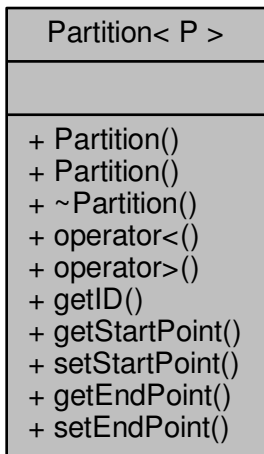 Partition< P >
+ Partition()
+ Partition()
+ ~Partition()
+ operator<()
+ operator>()
+ getID()
+ getStartPoint()
+ setStartPoint()
+ getEndPoint()
+ setEndPoint()